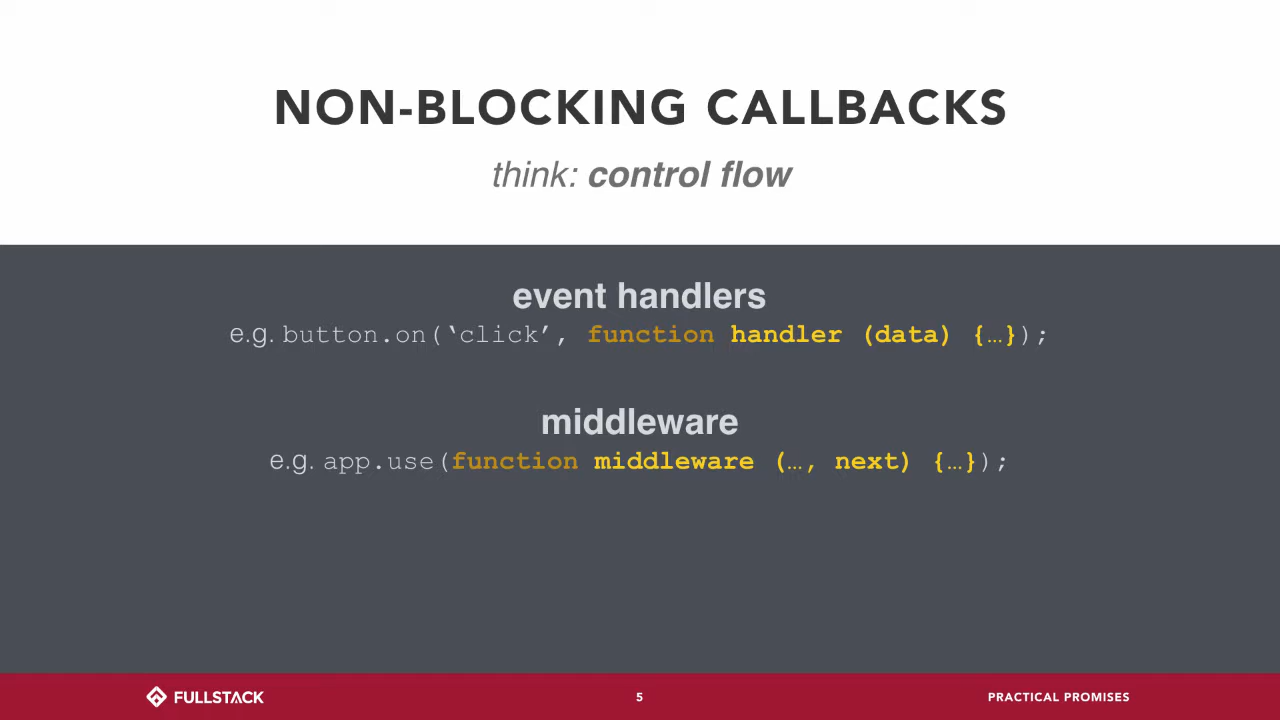 NON-BLOCKING CALLBACKS
think: control flow
event handlers
e.g. button.on(‘click’, function handler (data) {…});
middleware
e.g. app.use(function middleware (…, next) {…});
FULLSTACK
5
PRACTICAL PROMISES